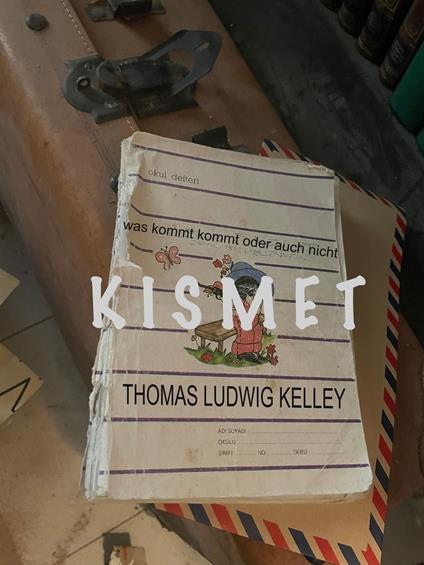 okul defteri
was kommt kommt oder auch nicht
KISMET
THOMAS LUDWIG KELLEY
ADI SOYADI :
OKULU :
SINIFI : NO : DERSİ :